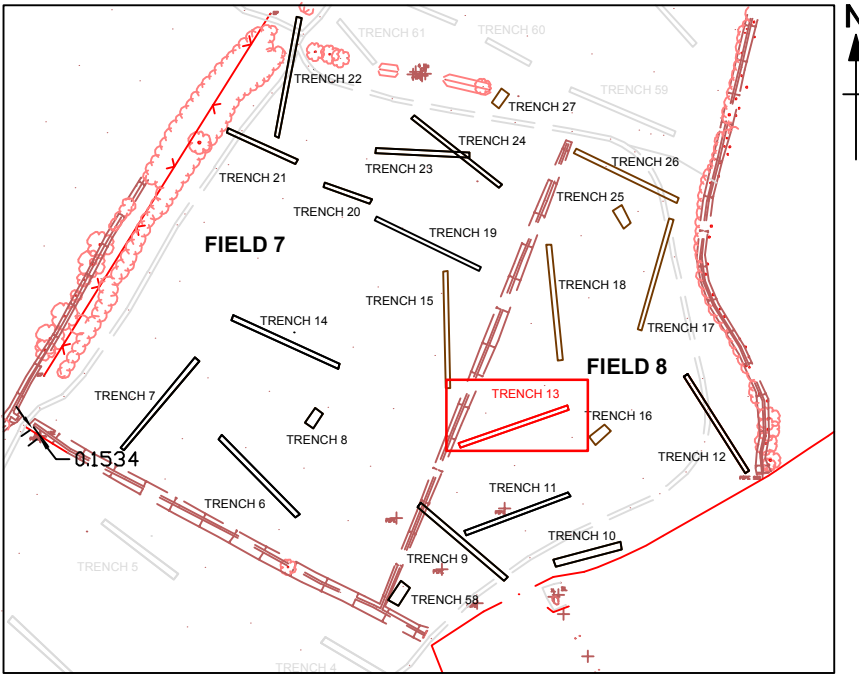 N
TRENCH 61
TRENCH 60
TRENCH 22
TRENCH 59
TRENCH 27
TRENCH 24
TRENCH 23
TRENCH 26
TRENCH 21
TRENCH 25
TRENCH 20
FIELD 7
TRENCH 19
TRENCH 15
TRENCH 18
TRENCH 14
TRENCH 17
FIELD 8
TRENCH 7
TRENCH 13
TRENCH 16
TRENCH 8
TRENCH 12
0.1534
TRENCH 11
TRENCH 6
TRENCH 10
TRENCH 9
TRENCH 5
TRENCH 58
TRENCH 4